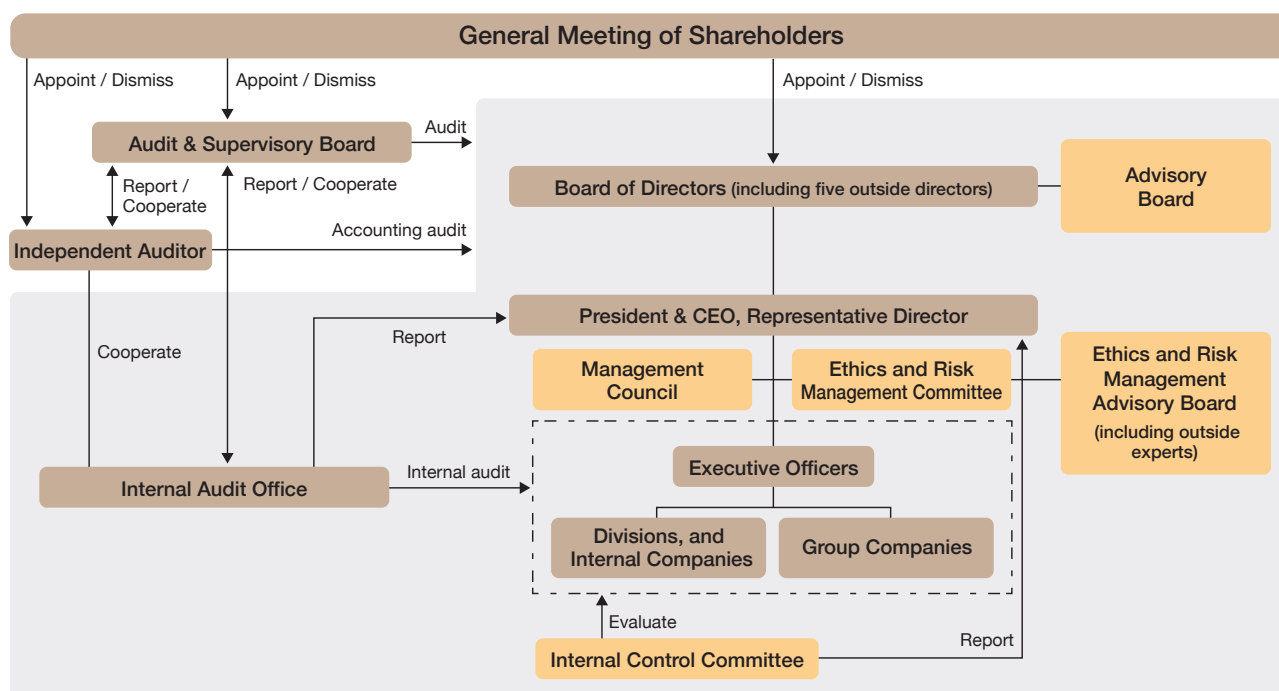 General Meeting of Shareholders
Appoint / Dismiss
Appoint / Dismiss
Appoint / Dismiss
Audit & Supervisory Board
Audit
Report /
Cooperate
Report / Cooperate
Board of Directors (including five outside directors)
Advisory
Board
Independent Auditor
Accounting audit
President & CEO, Representative Director
Cooperate
Report
Management
Council
Ethics and Risk
Management Committee
Ethics and Risk
Management
Advisory Board
(including outside
experts)
Executive Officers
Internal Audit Office
Internal audit
Divisions, and
Internal Companies
Group Companies
Evaluate
Report
Internal Control Committee